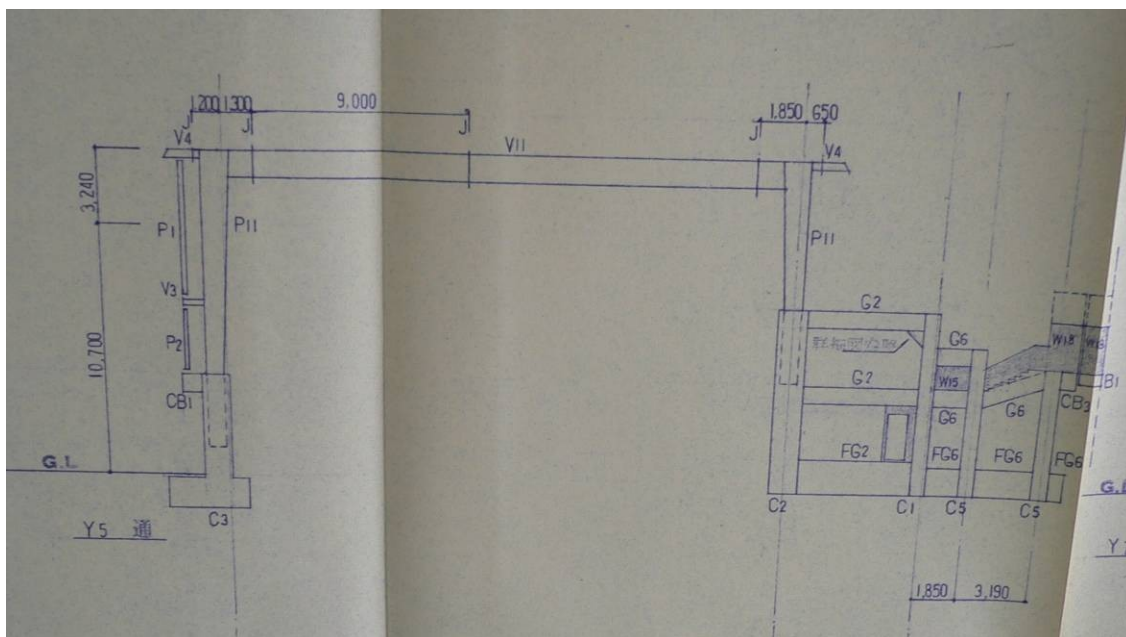 1,200 1,300 9,000 1,850 650
J J J J
V4 V11 V4
3,240
P1 P11 P11
V3
G2
P2 10,700
G6 W18 W18
G2 W15
CB1 G6 G6 CB3 B1
FG2 FG6 FG6 FG6
G.L
G.L
C3 C2 C1 C5 C5
Y5 通
1,850 3,190